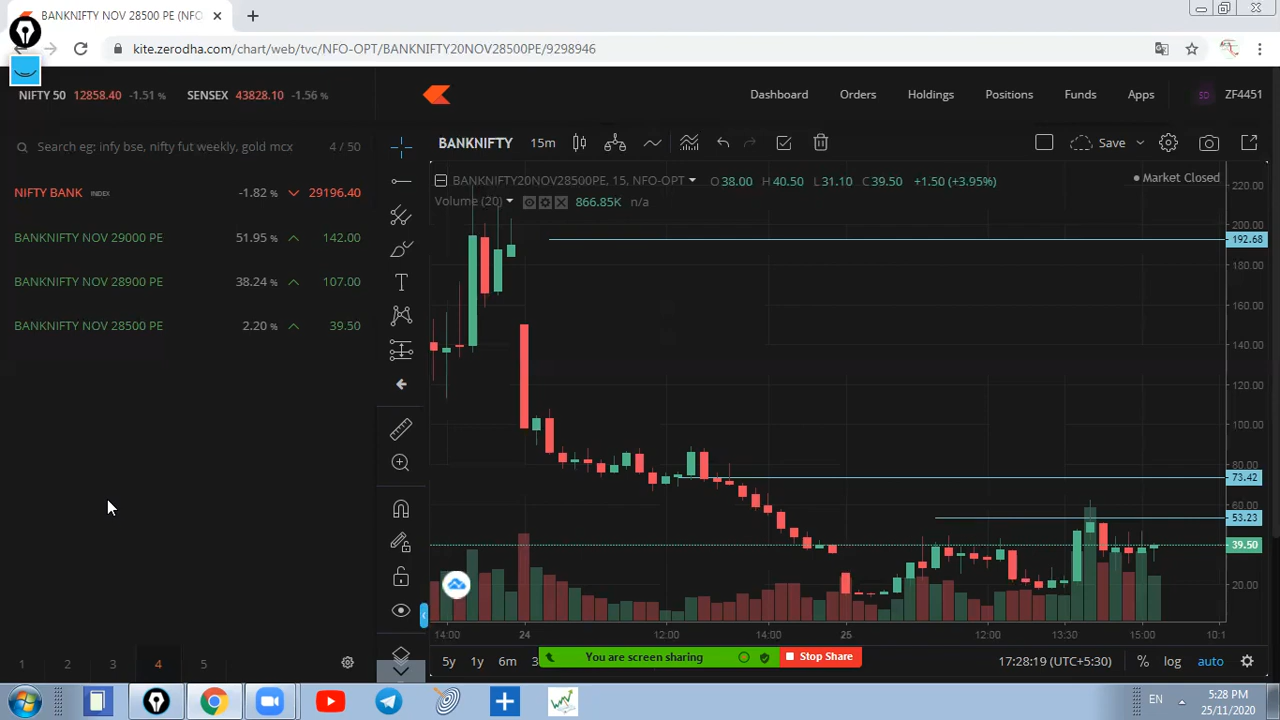 BANKNIFTY NOV 28500 PE (NFO-
kite.zerodha.com/chart/web/tvc/NFO-OPT/BANKNIFTY20NOV28500PE/9298946
NIFTY 50 12858.40 -1.51 % SENSEX 43828.10 -1.56 %
Dashboard Orders Holdings Positions Funds Apps SD ZF4451
Search eg: infy bse, nifty fut weekly, gold mcx 4 / 50
BANKNIFTY 15m Save
BANKNIFTY20NOV28500PE, 15, NFO-OPT O 38.00 H 40.50 L 31.10 C 39.50 +1.50 (+3.95%) Market Closed
Volume (20) 866.85K n/a
NIFTY BANK INDEX -1.82 % 29196.40
BANKNIFTY NOV 29000 PE 51.95 % 142.00
BANKNIFTY NOV 28900 PE 38.24 % 107.00
BANKNIFTY NOV 28500 PE 2.20 % 39.50
220.00
200.00
192.68
180.00
160.00
140.00
120.00
100.00
80.00
73.42
60.00
53.23
39.50
20.00
14:00 24 12:00 14:00 25 12:00 13:30 15:00 10:1
1 2 3 4 5
5y 1y 6m 3 You are screen sharing Stop Share 17:28:19 (UTC+5:30) % log auto
EN 5:28 PM
25/11/2020